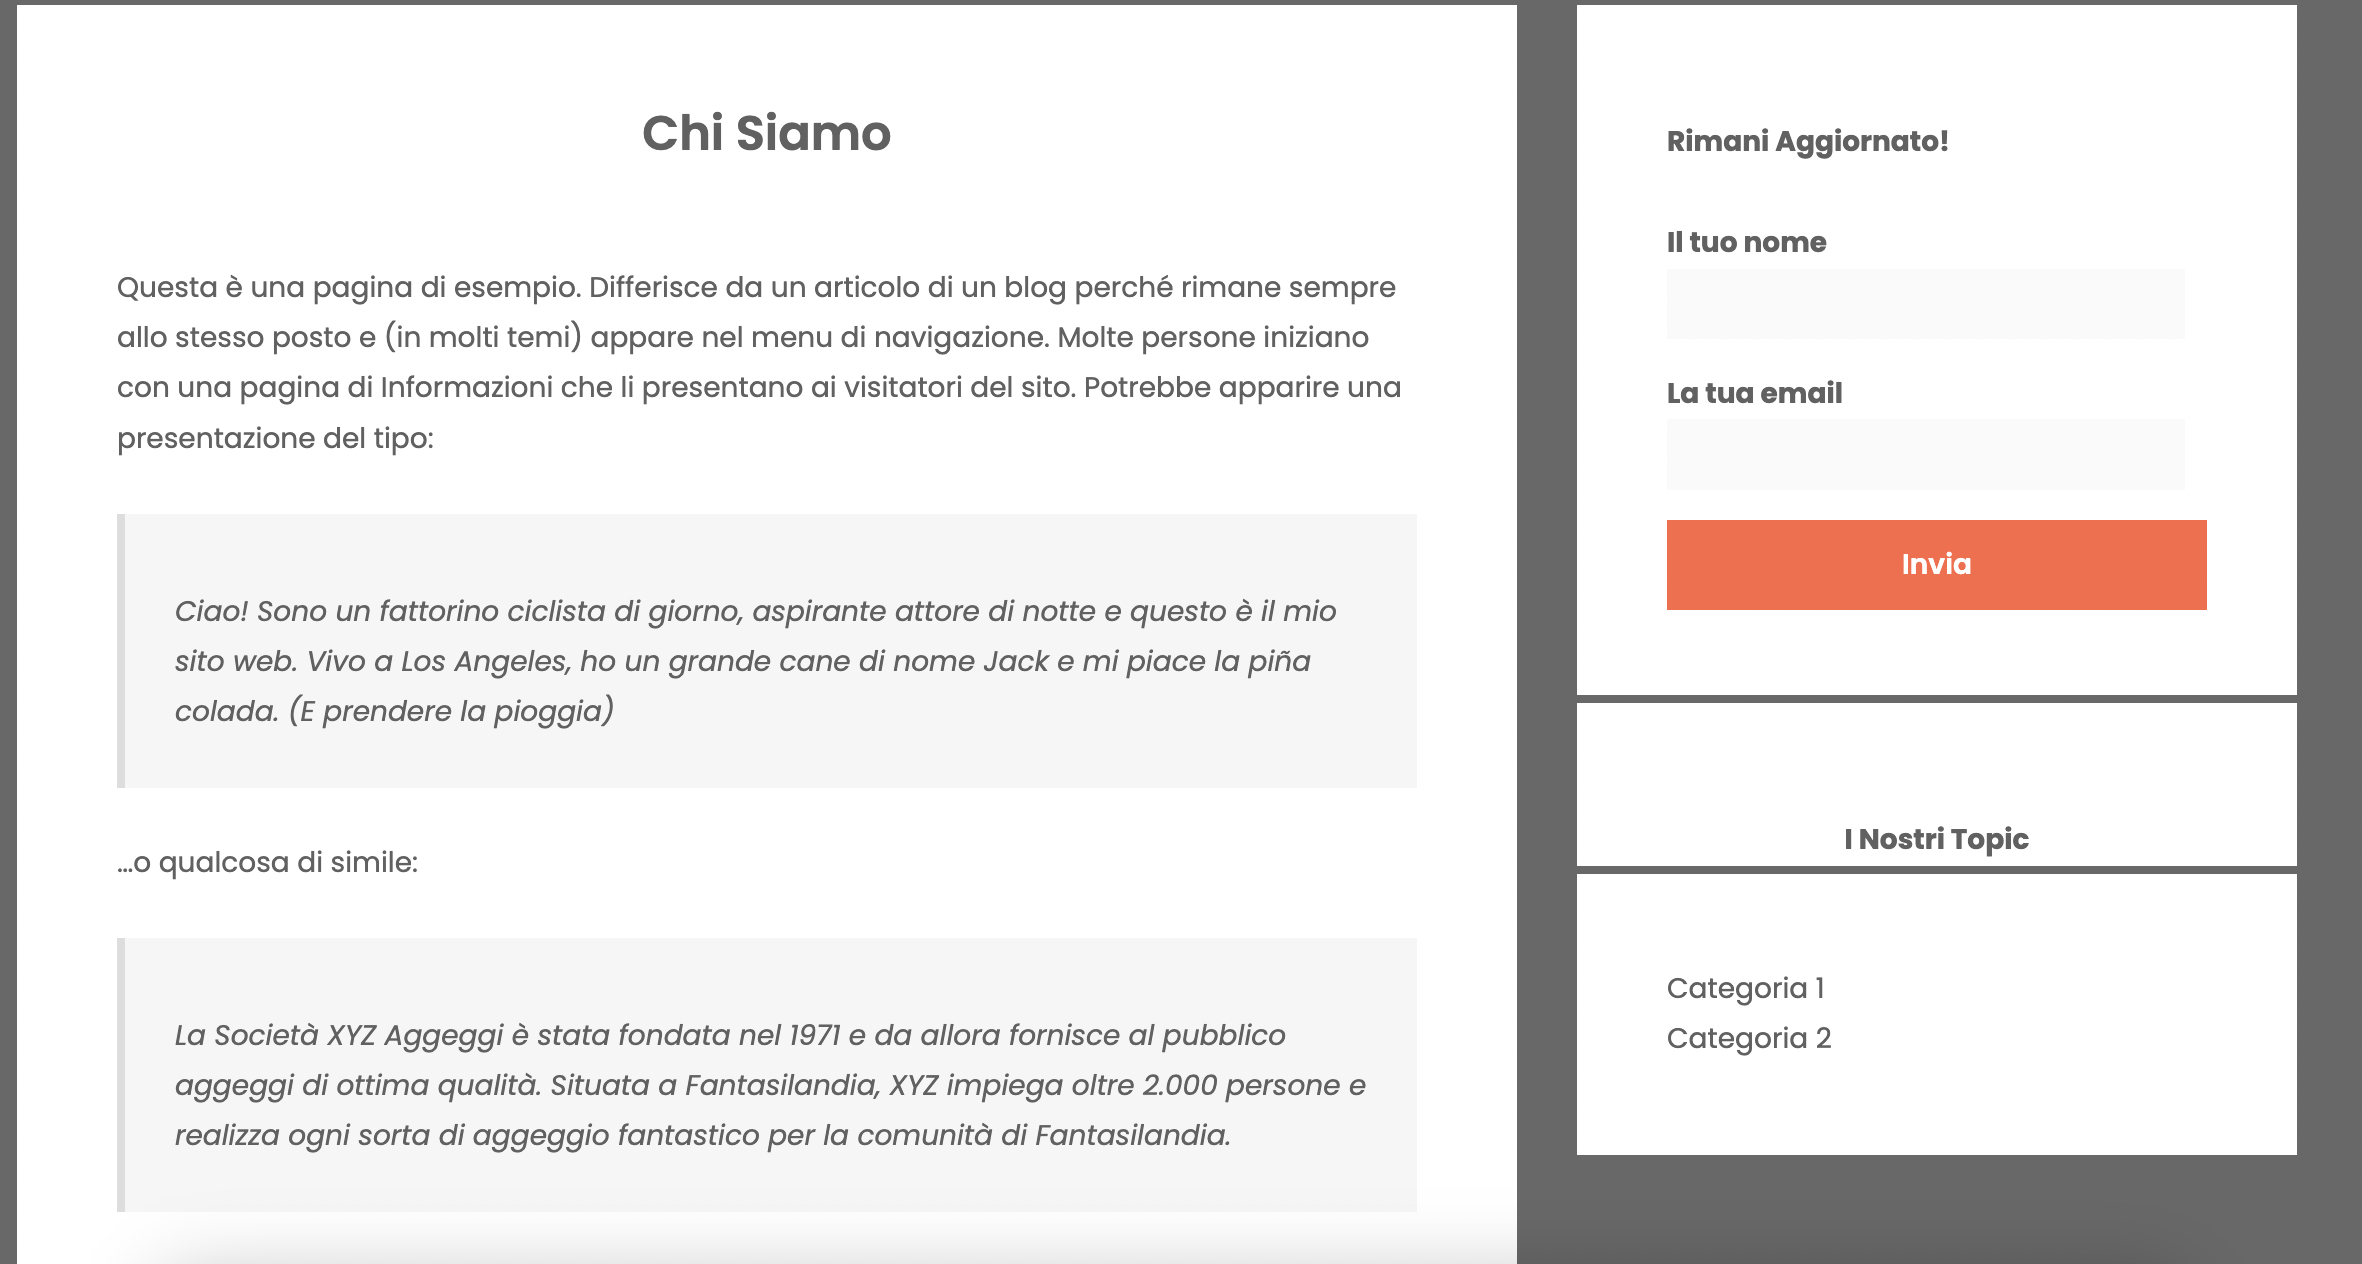 Chi Siamo
Questa è una pagina di esempio. Differisce da un articolo di un blog perché rimane sempre
allo stesso posto e (in molti temi) appare nel menu di navigazione. Molte persone iniziano
con una pagina di Informazioni che li presentano ai visitatori del sito. Potrebbe apparire una
presentazione del tipo:
Ciao! Sono un fattorino ciclista di giorno, aspirante attore di notte e questo è il mio
sito web. Vivo a Los Angeles, ho un grande cane di nome Jack e mi piace la piña
colada. (E prendere la pioggia)
…o qualcosa di simile:
La Società XYZ Aggeggi è stata fondata nel 1971 e da allora fornisce al pubblico
aggeggi di ottima qualità. Situata a Fantasilandia, XYZ impiega oltre 2.000 persone e
realizza ogni sorta di aggeggio fantastico per la comunità di Fantasilandia.
Rimani Aggiornato!
Il tuo nome
La tua email
Invia
I Nostri Topic
Categoria 1
Categoria 2